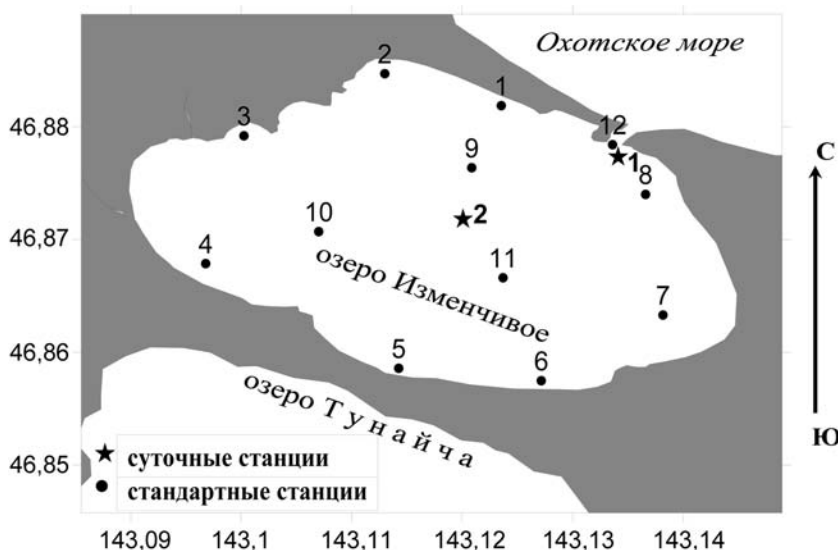 Охотское море
2
1
46,88
3
12
С
9
1
8
10
2
46,87
4
11
озеро Изменчивое
7
46,86
5
6
озеро Тунайча
Ю
46,85
суточные станции
стандартные станции
143,09 143,1 143,11 143,12 143,13 143,14